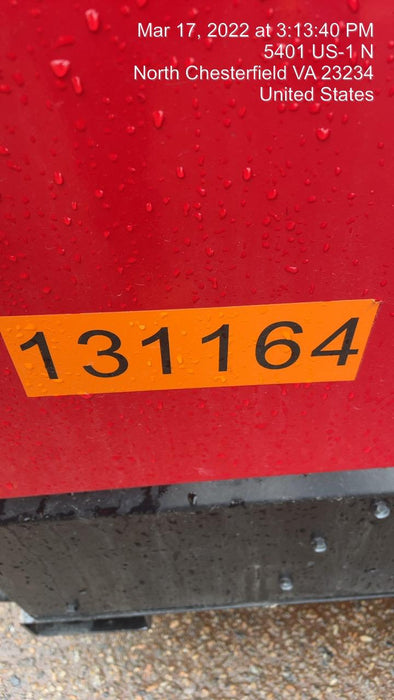 Mar 17, 2022 at 3:13:40 PM
5401 US-1 N
North Chesterfield VA 23234
United States
131164